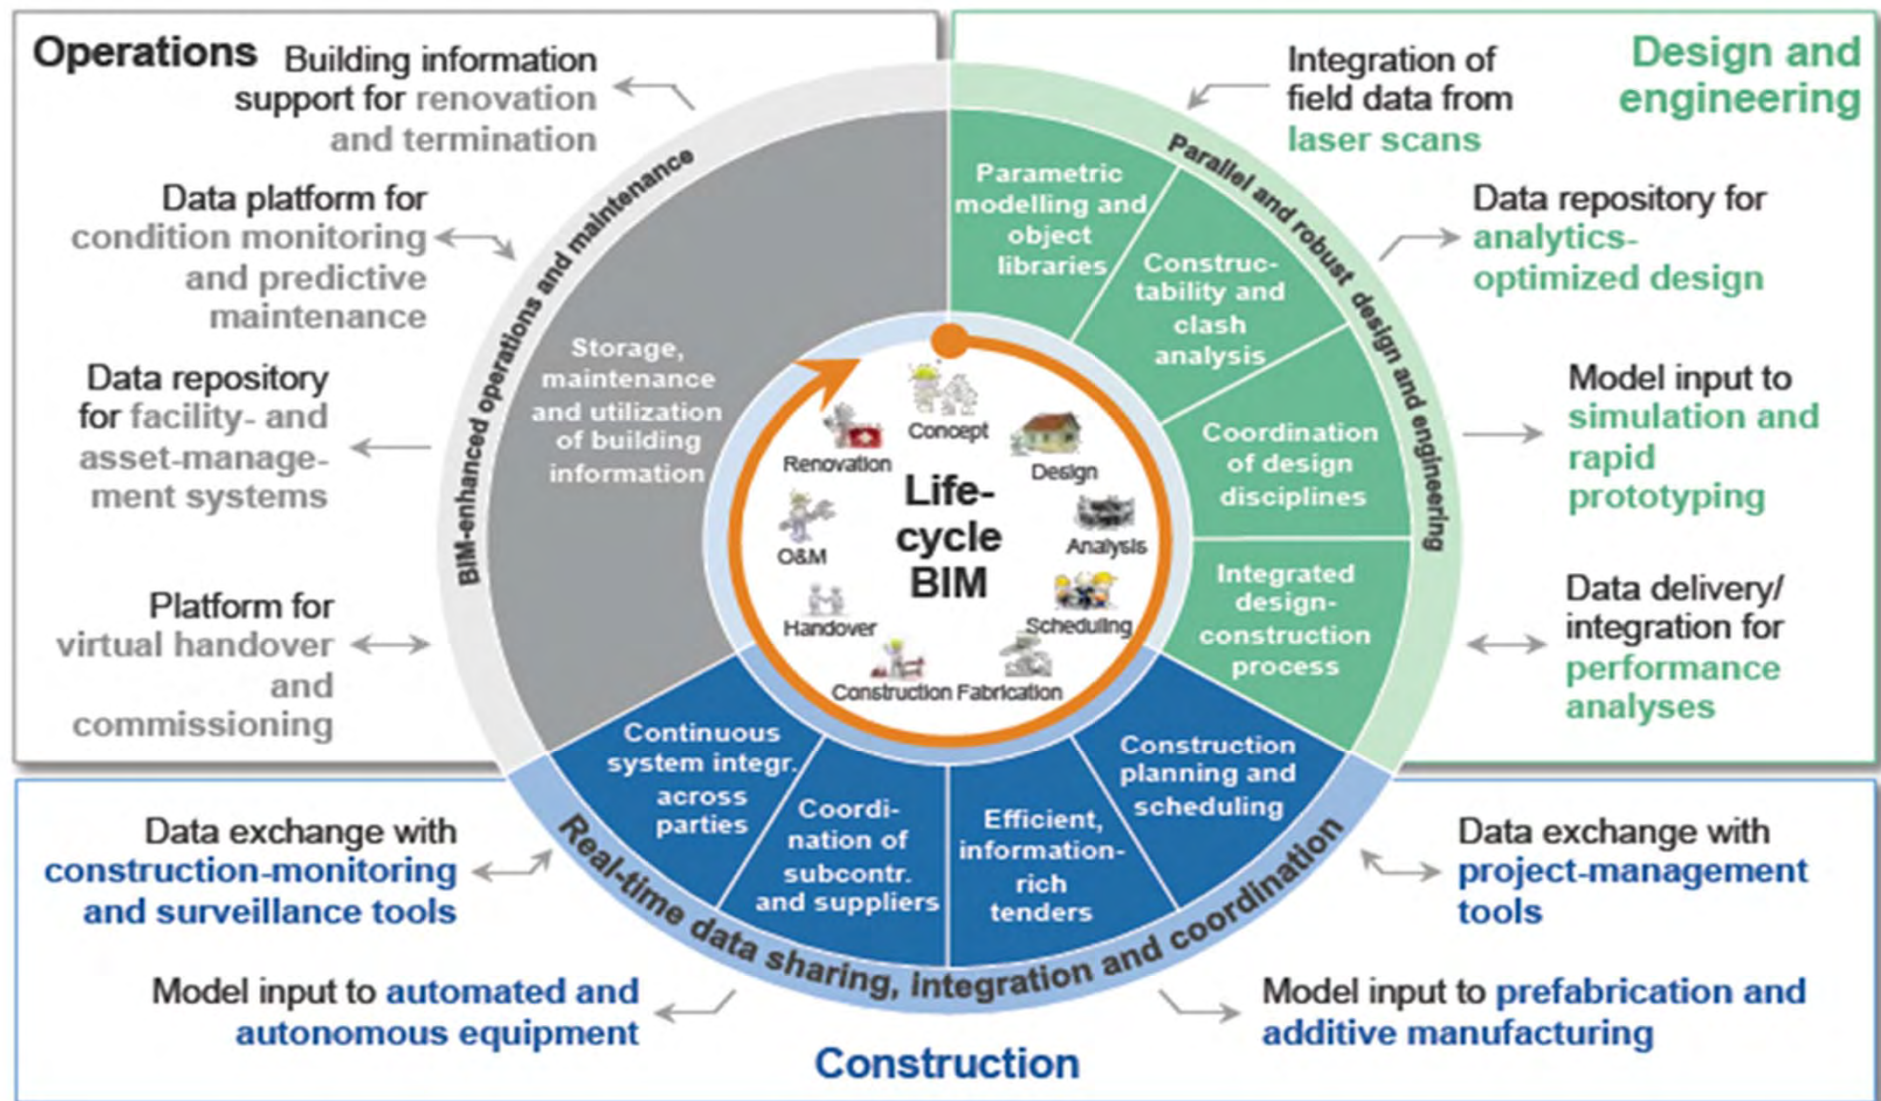 Operations
Building information
support for renovation
and termination
Data platform for
condition monitoring
and predictive
maintenance
Data repository
for facility- and
asset-manage-
ment systems
Platform for
virtual handover
and
commissioning
BIM-enhanced operations and maintenance
Storage,
maintenance
and utilization
of building
information
Design and
engineering
Integration of
field data from
laser scans
Data repository for
analytics-
optimized design
Model input to
simulation and
rapid
prototyping
Data delivery/
integration for
performance
analyses
Parallel and robust design and engineering
Parametric
modelling and
object
libraries
Construc-
tability and
clash
analysis
Coordination
of design
disciplines
Integrated
design-
construction
process
Life-
cycle
BIM
Concept
Design
Analysis
Scheduling
Fabrication
Construction
Handover
O&M
Renovation
Construction
planning and
scheduling
Efficient,
information-
rich
tenders
Coordi-
nation of
subcontr.
and suppliers
Continuous
system integr.
across
parties
Real-time data sharing, integration and coordination
Data exchange with
construction-monitoring
and surveillance tools
Model input to automated and
autonomous equipment
Data exchange with
project-management
tools
Model input to prefabrication and
additive manufacturing
Construction